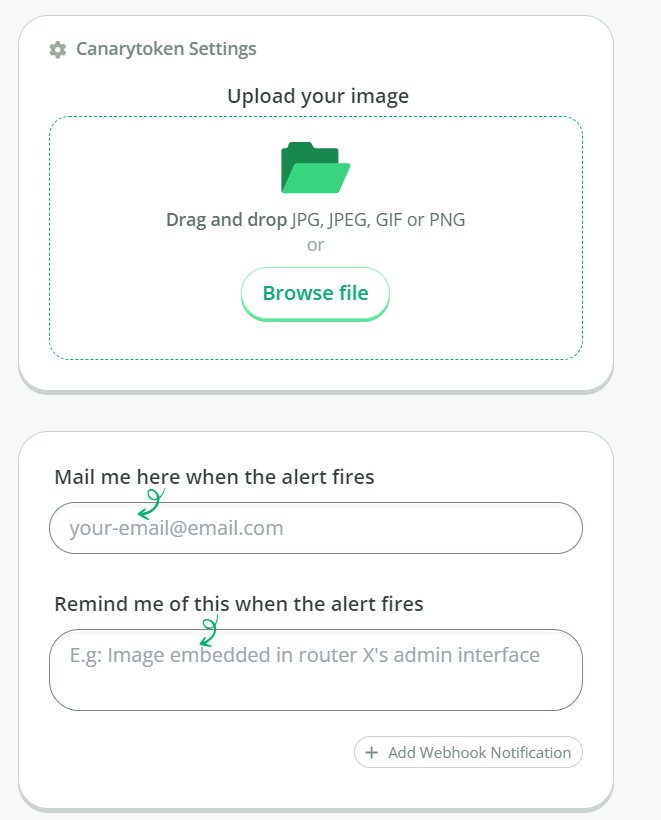 Canarytoken Settings
Upload your image
Drag and drop JPG, JPEG, GIF or PNG
or
Browse file
Mail me here when the alert fires
your-email@email.com
Remind me of this when the alert fires
E.g: Image embedded in router X's admin interface
+ Add Webhook Notification